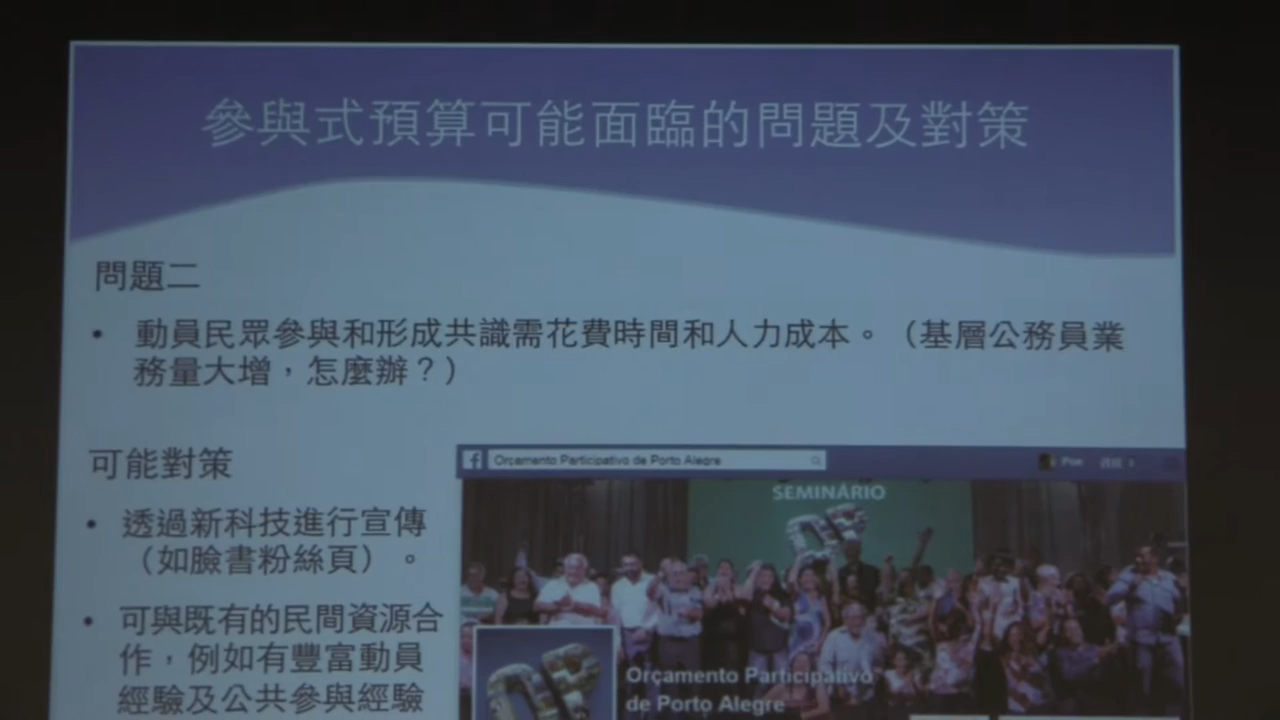 參與式預算可能面臨的問題及對策
問題二
• 動員民眾參與和形成共識需花費時間和人力成本。（基層公務員業
務量大增，怎麼辦？）
可能對策
• 透過新科技進行宣傳
（如臉書粉絲頁）。
• 可與既有的民間資源合
作，例如有豐富動員
經驗及公共參與經驗
f Orçamento Participativo de Porto Alegre
SEMINÁRIO
Orçamento Participativo
de Porto Alegre